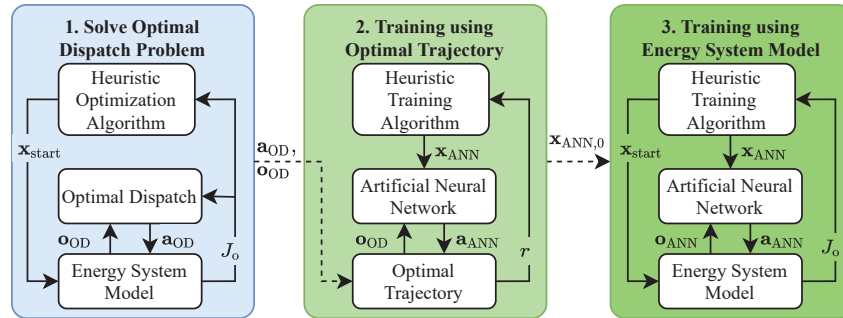 1. Solve Optimal
Dispatch Problem
Heuristic
Optimization
Algorithm
x_start
Optimal Dispatch
o_OD
a_OD
J_o
Energy System
Model
a_OD,
o_OD
2. Training using
Optimal Trajectory
Heuristic
Training
Algorithm
x_ANN
Artificial Neural
Network
o_OD
a_ANN
r
Optimal
Trajectory
x_ANN,0
3. Training using
Energy System Model
Heuristic
Training
Algorithm
x_start
x_ANN
Artificial Neural
Network
o_ANN
a_ANN
J_o
Energy System
Model